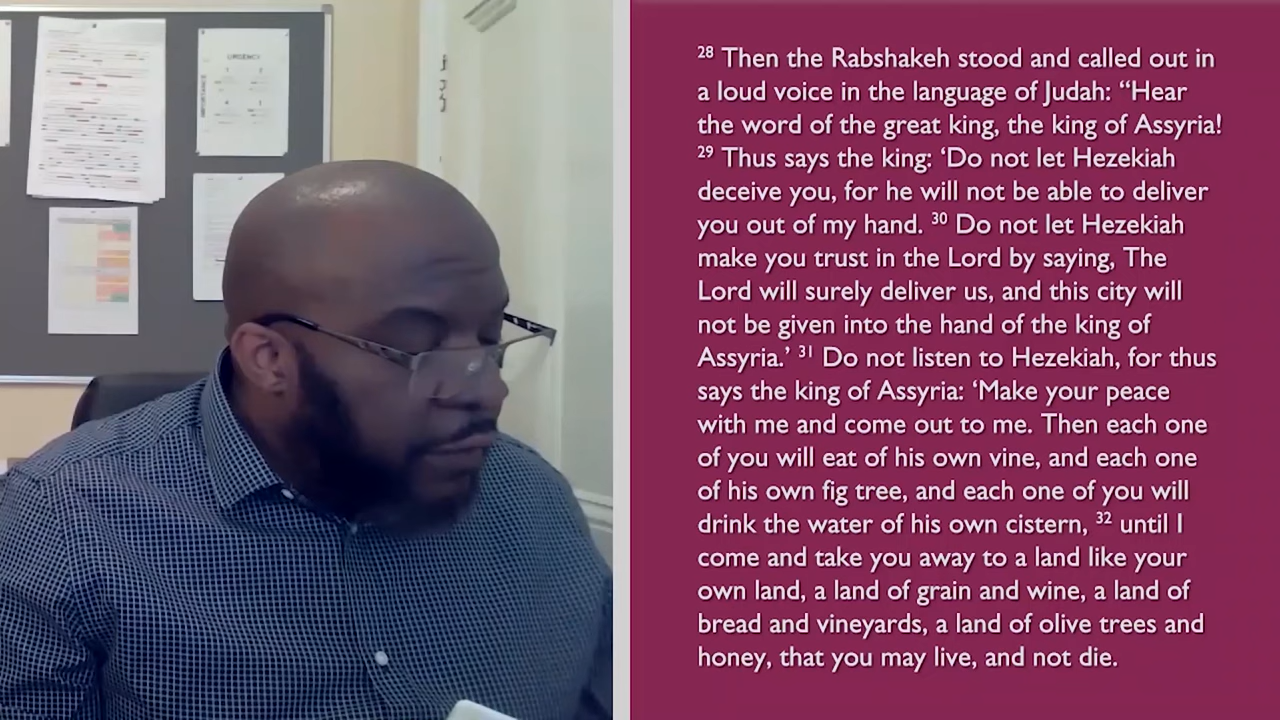 URGENCY
28 Then the Rabshakeh stood and called out in
a loud voice in the language of Judah: “Hear
the word of the great king, the king of Assyria!
29 Thus says the king: ‘Do not let Hezekiah
deceive you, for he will not be able to deliver
you out of my hand. 30 Do not let Hezekiah
make you trust in the Lord by saying, The
Lord will surely deliver us, and this city will
not be given into the hand of the king of
Assyria.’ 31 Do not listen to Hezekiah, for thus
says the king of Assyria: ‘Make your peace
with me and come out to me. Then each one
of you will eat of his own vine, and each one
of his own fig tree, and each one of you will
drink the water of his own cistern, 32 until I
come and take you away to a land like your
own land, a land of grain and wine, a land of
bread and vineyards, a land of olive trees and
honey, that you may live, and not die.